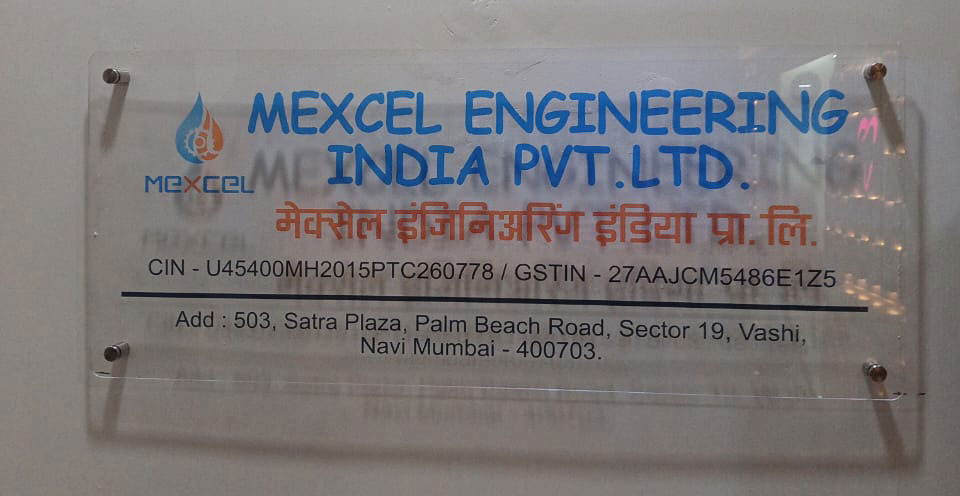 MEXCEL ENGINEERING
INDIA PVT.LTD.
MEXCEL
मेक्सेल इंजिनिअरिंग इंडिया प्रा. लि.
CIN - U45400MH2015PTC260778 / GSTIN - 27AAJCM5486E1Z5
Add : 503, Satra Plaza, Palm Beach Road, Sector 19, Vashi,
Navi Mumbai - 400703.